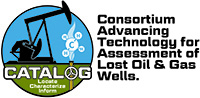 CATALOG
Locate
Characterize
Inform
Consortium
Advancing
Technology for
Assessment of
Lost Oil & Gas
Wells.